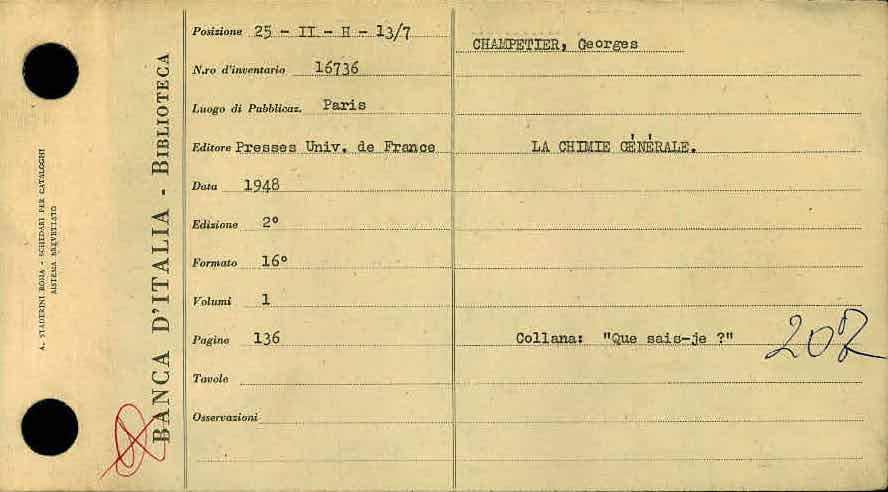 A. STADERINI ROMA - SCHEDARI PER CATALOGHI
SISTEMA BREVETTATO
BANCA D'ITALIA - BIBLIOTECA
Posizione 25 - II - H - 13/7
N.ro d'inventario 16736
Luogo di Pubblicaz. Paris
Editore Presses Univ. de France
Data 1948
Edizione 2°
Formato 16°
Volumi 1
Pagine 136
Tavole
Osservazioni
CHAMPETIER, Georges
LA CHIMIE GÉNÉRALE.
Collana: "Que sais-je ?"